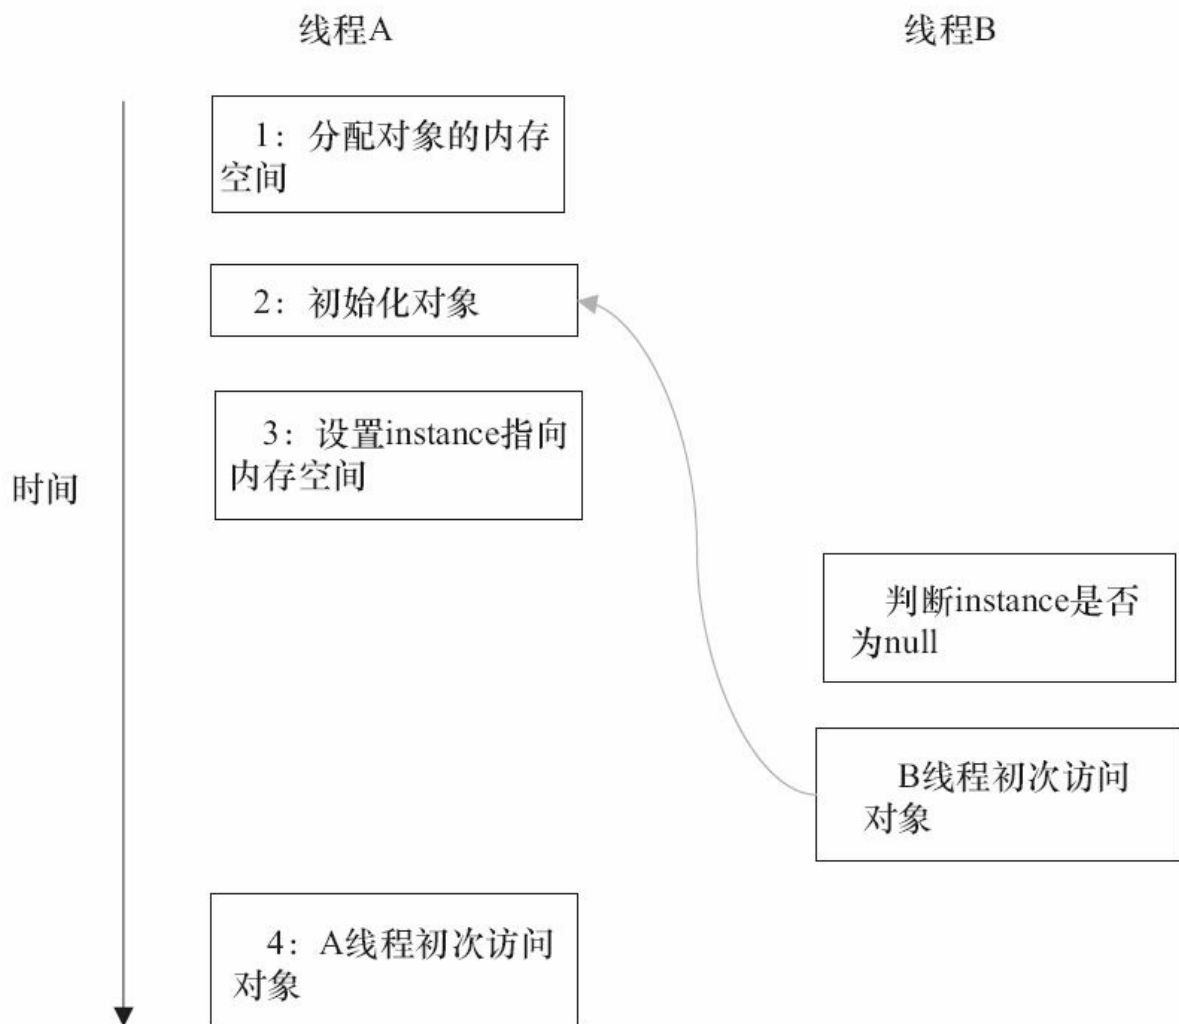 线程A
线程B
1：分配对象的内存
空间
2：初始化对象
3：设置instance指向
内存空间
时间
判断instance是否
为null
B线程初次访问
对象
4：A线程初次访问
对象